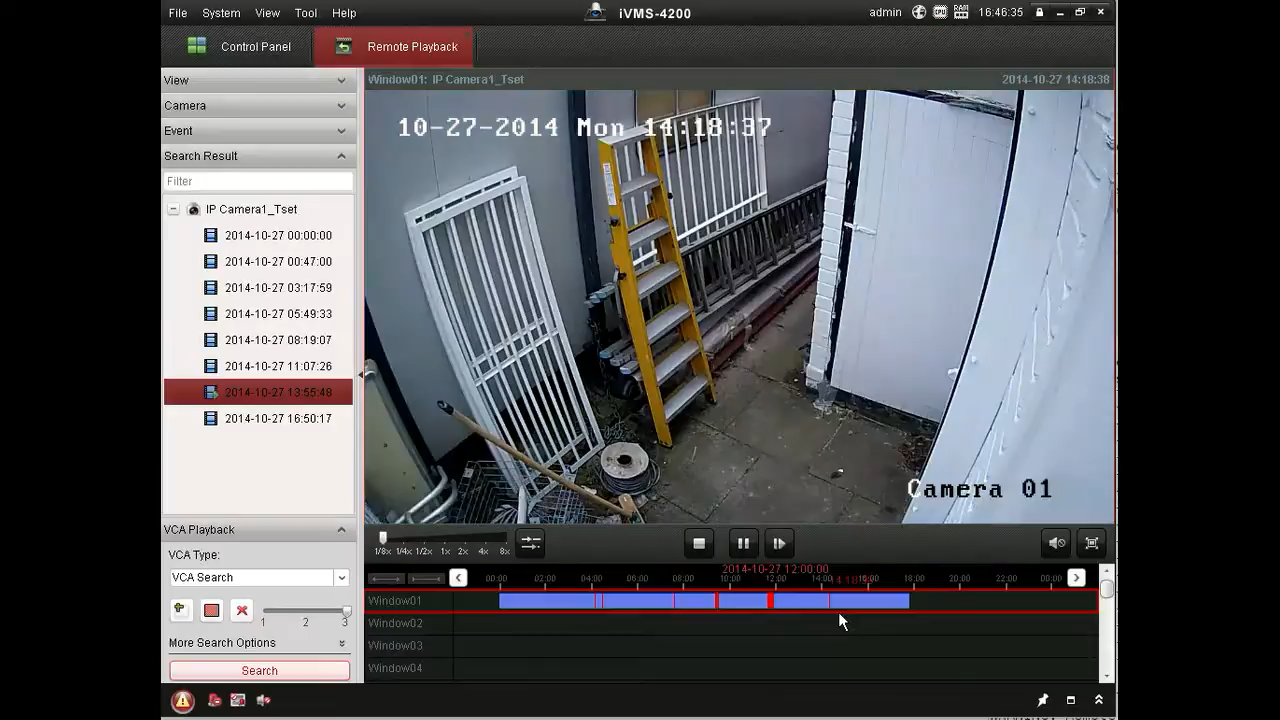 File System View Tool Help iVMS-4200 admin 16:46:35
Control Panel Remote Playback
View
Camera
Event
Search Result
Filter
IP Camera1_Tset
2014-10-27 00:00:00
2014-10-27 00:47:00
2014-10-27 03:17:59
2014-10-27 05:49:33
2014-10-27 08:19:07
2014-10-27 11:07:26
2014-10-27 13:55:48
2014-10-27 16:50:17
VCA Playback
VCA Type:
VCA Search
1 2 3
More Search Options
Search
Window01: IP Camera1_Tset 2014-10-27 14:18:38
10-27-2014 Mon 14:18:37
Camera 01
1/8x 1/4x 1/2x 1x 2x 4x 8x
2014-10-27 12:00:00
00:00 02:00 04:00 06:00 08:00 10:00 12:00 14:00 16:00 18:00 20:00 22:00 00:00
Window01
Window02
Window03
Window04